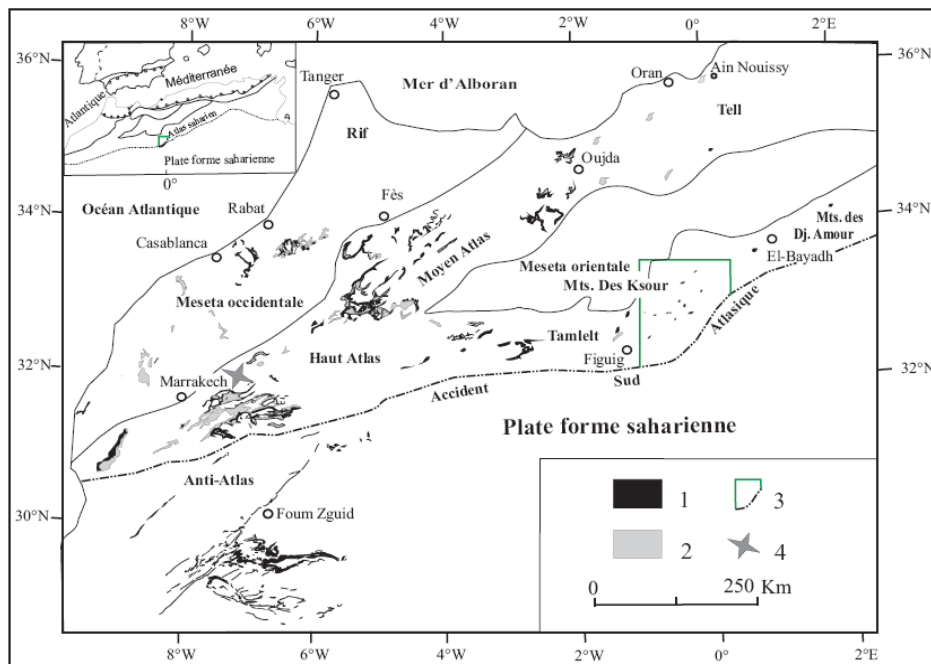 8°W 6°W 4°W 2°W 0° 2°E
36°N 36°N
Méditerranée
Atlantique
Atlas saharien
Plate forme saharienne
0°
Tanger
Mer d'Alboran
Oran
Ain Nouissy
Rif
Tell
Oujda
Océan Atlantique
Rabat
Fès
34°N 34°N
Casablanca
Moyen Atlas
Mts. des
Dj. Amour
El-Bayadh
Meseta orientale
Mts. Des Ksour
Meseta occidentale
Atlasique
Haut Atlas
Tamlelt
Figuig
32°N 32°N
Marrakech
Sud
Accident
Plate forme saharienne
Anti-Atlas
30°N
Foum Zguid
1 3
2 4
0 250 Km
8°W 6°W 4°W 2°W 0° 2°E